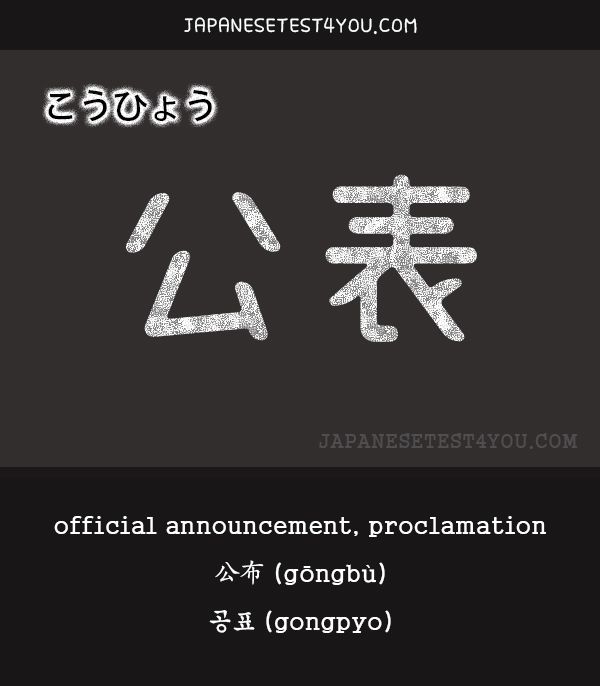 JAPANESETEST4YOU.COM
こうひょう
公表
JAPANESETEST4YOU.COM
official announcement, proclamation
公布 (gōngbù)
공표 (gongpyo)